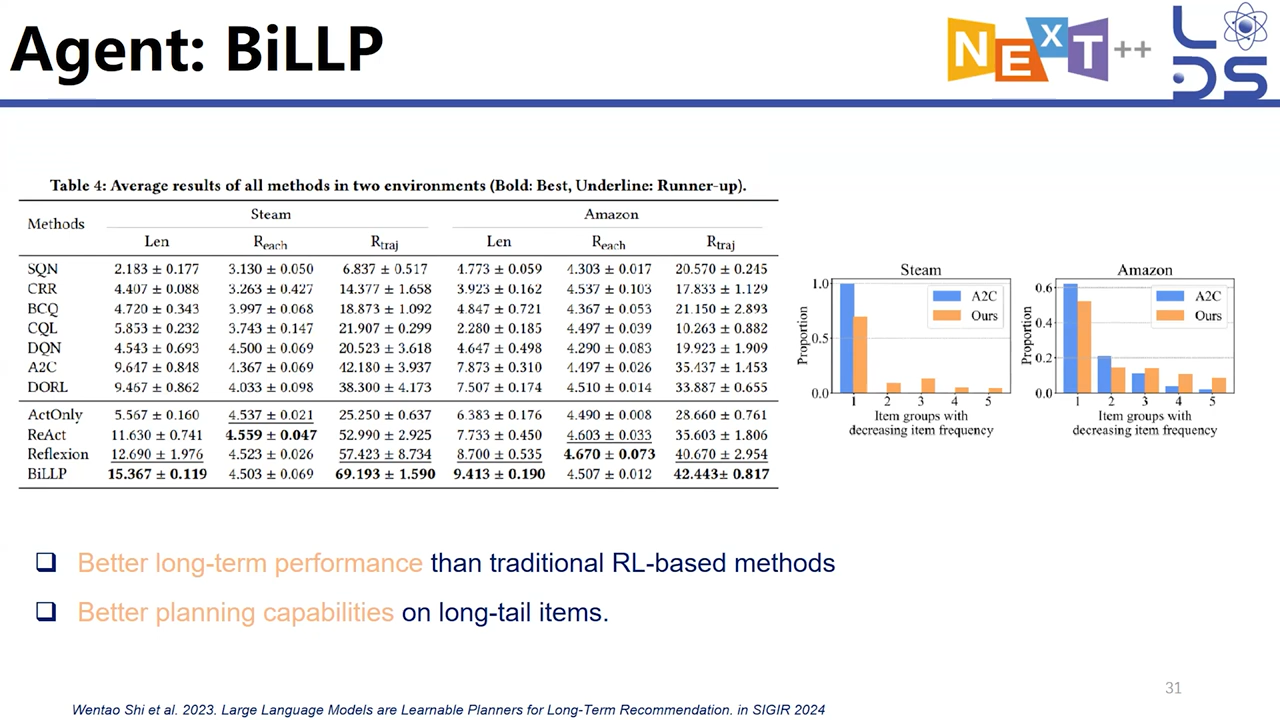 Agent: BiLLP
NExT++
LDS
Table 4: Average results of all methods in two environments (Bold: Best, Underline: Runner-up).
Methods Steam Amazon
Len Reach Rtraj Len Reach Rtraj
SQN 2.183 ± 0.177 3.130 ± 0.050 6.837 ± 0.517 4.773 ± 0.059 4.303 ± 0.017 20.570 ± 0.245
CRR 4.407 ± 0.088 3.263 ± 0.427 14.377 ± 1.658 3.923 ± 0.162 4.537 ± 0.103 17.833 ± 1.129
BCQ 4.720 ± 0.343 3.997 ± 0.068 18.873 ± 1.092 4.847 ± 0.721 4.367 ± 0.053 21.150 ± 2.893
CQL 5.853 ± 0.232 3.743 ± 0.147 21.907 ± 0.299 2.280 ± 0.185 4.497 ± 0.039 10.263 ± 0.882
DQN 4.543 ± 0.693 4.500 ± 0.069 20.523 ± 3.618 4.647 ± 0.498 4.290 ± 0.083 19.923 ± 1.909
A2C 9.647 ± 0.848 4.367 ± 0.069 42.180 ± 3.937 7.873 ± 0.310 4.497 ± 0.026 35.437 ± 1.453
DORL 9.467 ± 0.862 4.033 ± 0.098 38.300 ± 4.173 7.507 ± 0.174 4.510 ± 0.014 33.887 ± 0.655
ActOnly 5.567 ± 0.160 4.537 ± 0.021 25.250 ± 0.637 6.383 ± 0.176 4.490 ± 0.008 28.660 ± 0.761
ReAct 11.630 ± 0.741 4.559 ± 0.047 52.990 ± 2.925 7.733 ± 0.450 4.603 ± 0.033 35.603 ± 1.806
Reflexion 12.690 ± 1.976 4.523 ± 0.026 57.423 ± 8.734 8.700 ± 0.535 4.670 ± 0.073 40.670 ± 2.954
BiLLP 15.367 ± 0.119 4.503 ± 0.069 69.193 ± 1.590 9.413 ± 0.190 4.507 ± 0.012 42.443± 0.817
Steam
Proportion
1.0
0.5
0.0
A2C
Ours
1 2 3 4 5
Item groups with
decreasing item frequency
Amazon
Proportion
0.6
0.4
0.2
0.0
A2C
Ours
1 2 3 4 5
Item groups with
decreasing item frequency
Better long-term performance than traditional RL-based methods
Better planning capabilities on long-tail items.
31
Wentao Shi et al. 2023. Large Language Models are Learnable Planners for Long-Term Recommendation. in SIGIR 2024